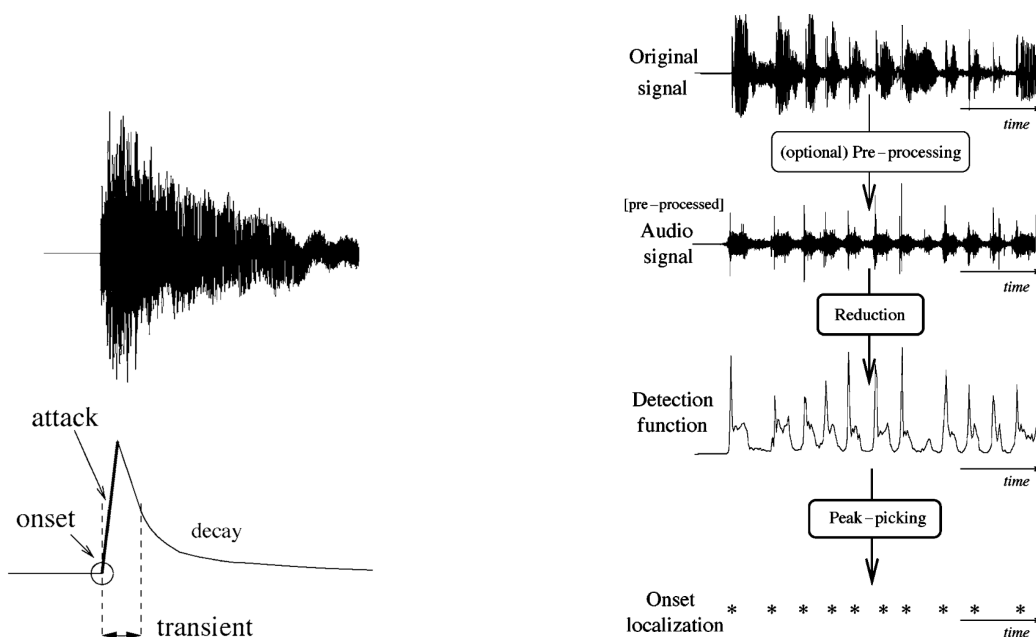 attack
onset
decay
transient
Original
signal
time
(optional) Pre-processing
[pre-processed]
Audio
signal
time
Reduction
Detection
function
time
Peak-picking
Onset
localization
* * * * * * * * * *
time